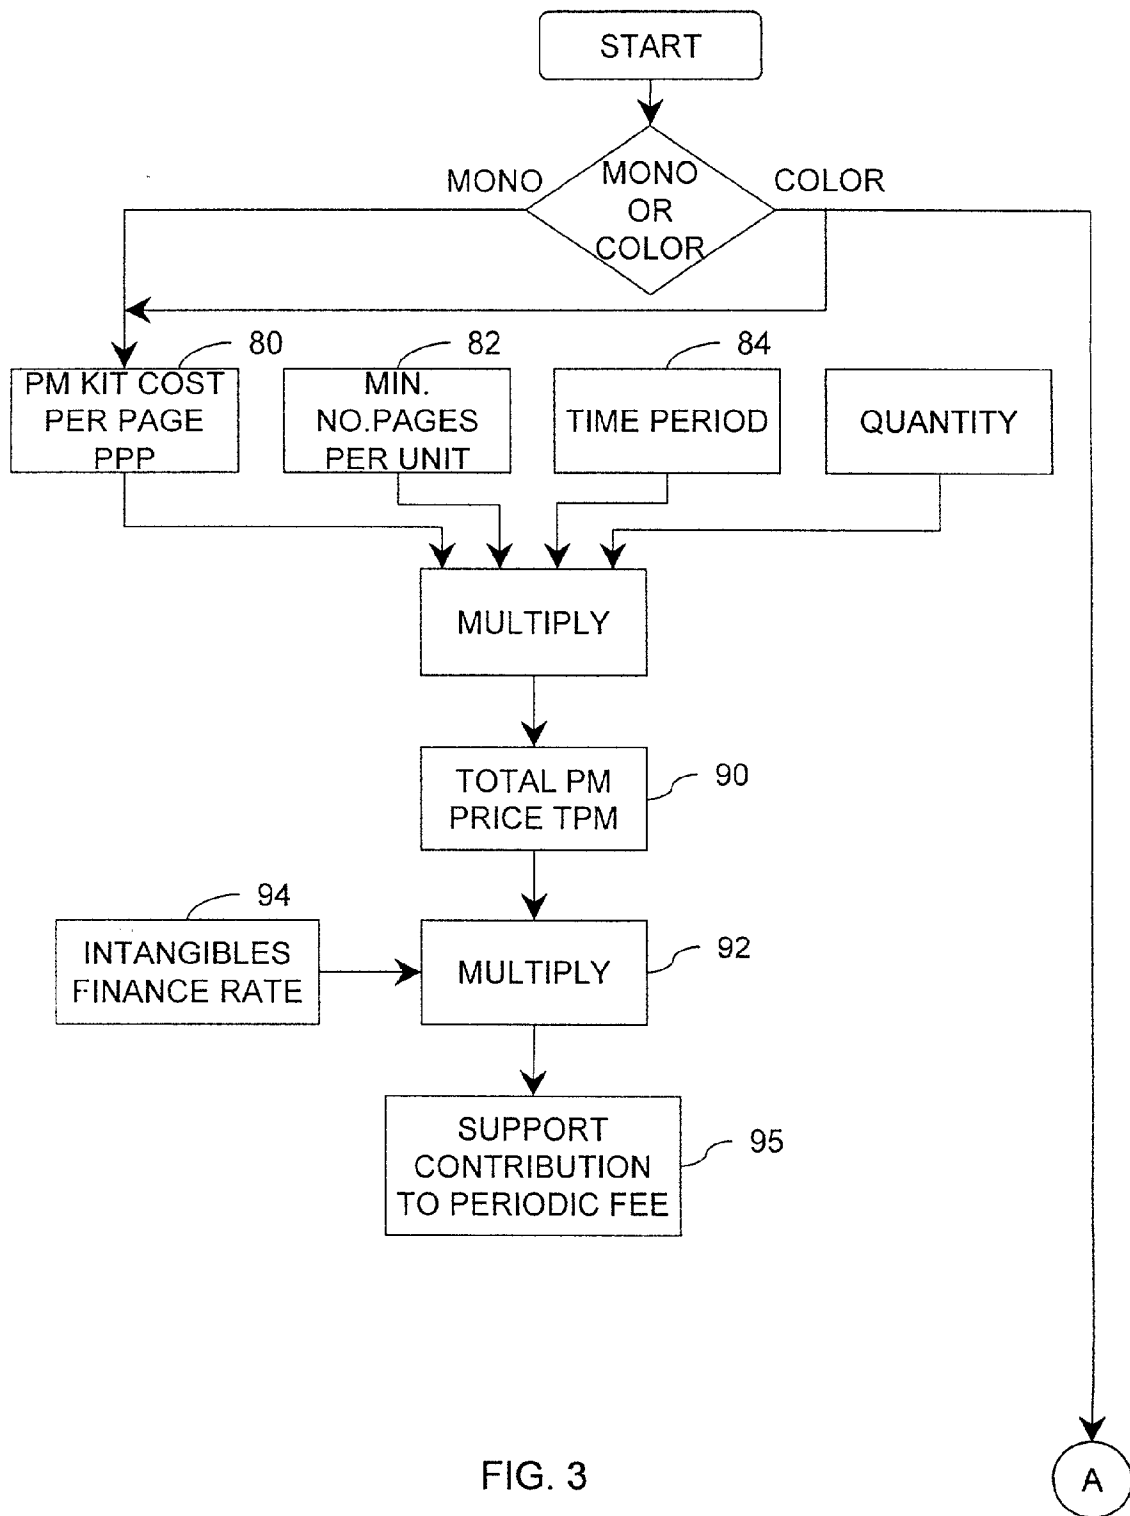 START
MONO
MONO
OR
COLOR
COLOR
80
82
84
PM KIT COST
PER PAGE
PPP
MIN.
NO.PAGES
PER UNIT
TIME PERIOD
QUANTITY
MULTIPLY
TOTAL PM
PRICE TPM
90
94
INTANGIBLES
FINANCE RATE
MULTIPLY
92
SUPPORT
CONTRIBUTION
TO PERIODIC FEE
95
FIG. 3
A